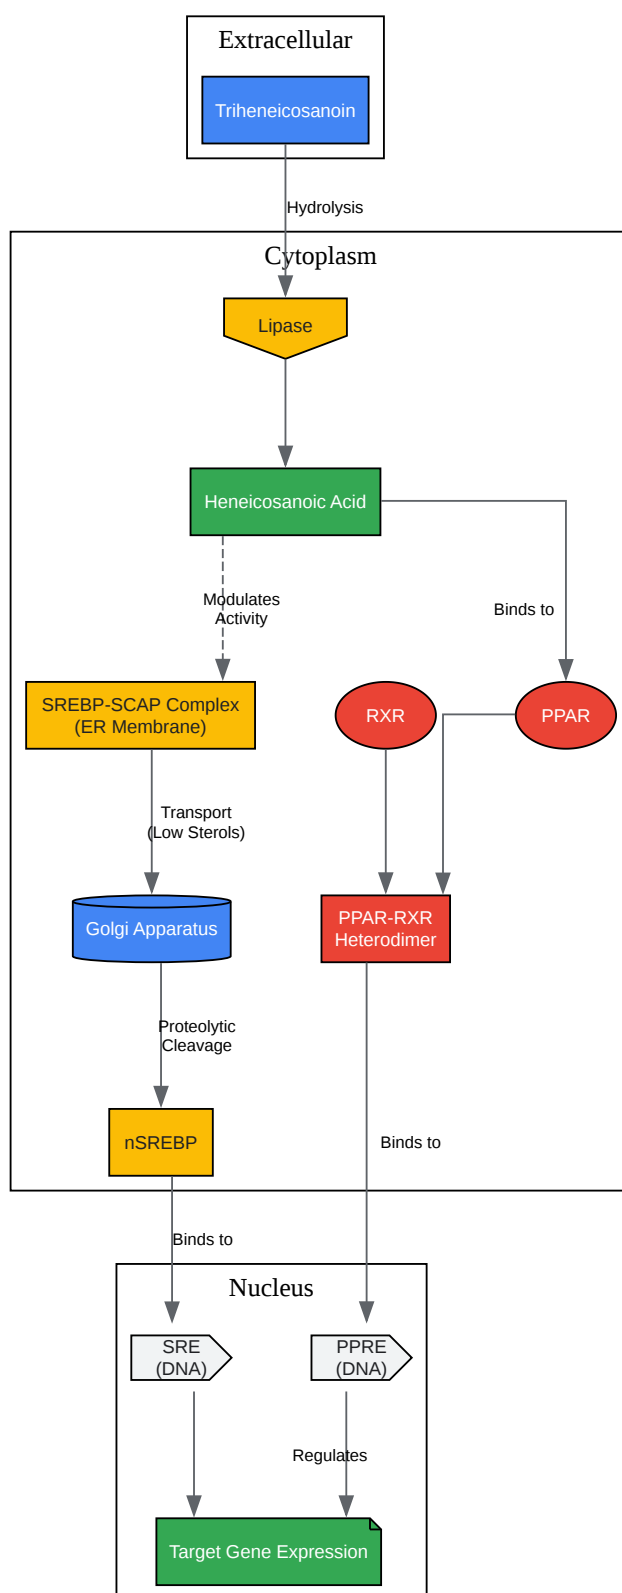 Extracellular
Triheneicosanoin
Hydrolysis
Cytoplasm
Lipase
Heneicosanoic Acid
Modulates
Activity
Binds to
SREBP-SCAP Complex
(ER Membrane)
RXR
PPAR
Transport
(Low Sterols)
Golgi Apparatus
PPAR-RXR
Heterodimer
Proteolytic
Cleavage
nSREBP
Binds to
Binds to
Nucleus
SRE
(DNA)
PPRE
(DNA)
Regulates
Target Gene Expression